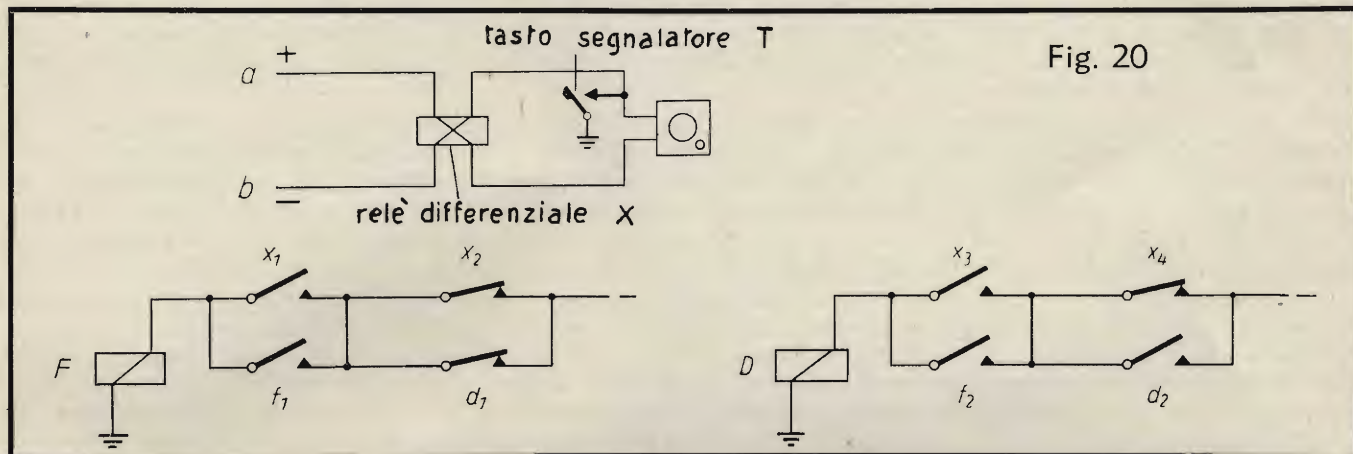 tasto segnalatore T
Fig. 20
+
a
b
−
relè differenziale X
x₁ x₂ x₃ x₄
F D
f₁ d₁ f₂ d₂